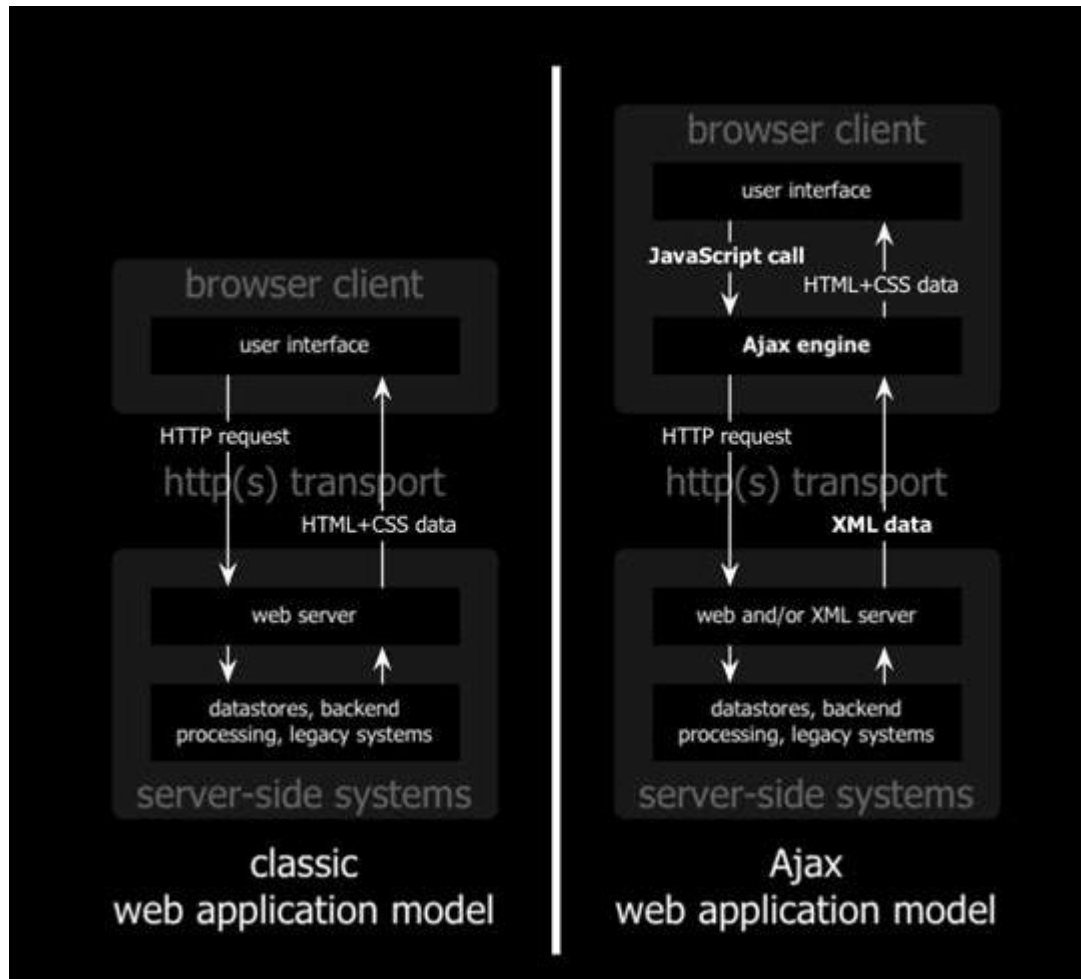 browser client
user interface
HTTP request
http(s) transport
HTML+CSS data
web server
datastores, backend
processing, legacy systems
server-side systems
classic
web application model
browser client
user interface
JavaScript call
HTML+CSS data
Ajax engine
HTTP request
http(s) transport
XML data
web and/or XML server
datastores, backend
processing, legacy systems
server-side systems
Ajax
web application model